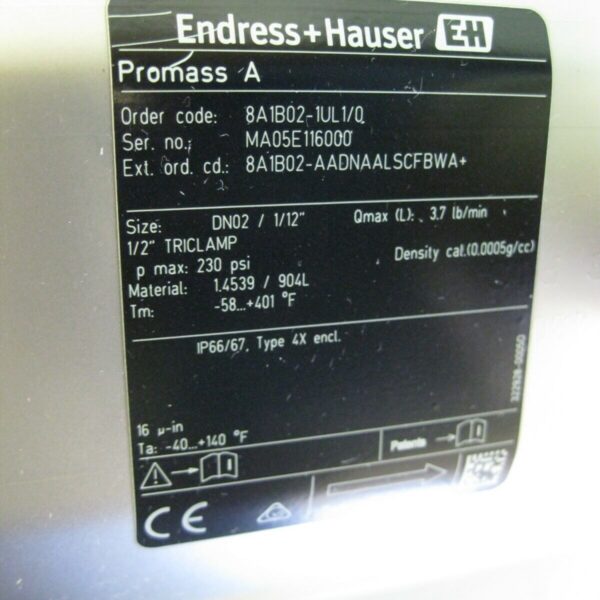 Endress+Hauser EH
Promass A
Order code: 8A1B02-1UL1/0
Ser. no.: MA05E116000
Ext. ord. cd.: 8A1B02-AADNAALSCFBWA+
Size: DN02 / 1/12" Qmax (L): 3.7 lb/min
1/2" TRICLAMP
Density cal.(0.0005g/cc)
p max: 230 psi
Material: 1.4539 / 904L
Tm: -58...+401 °F
IP66/67, Type 4X encl.
16 µ-in
Ta: -40...+140 °F
Patents
CE